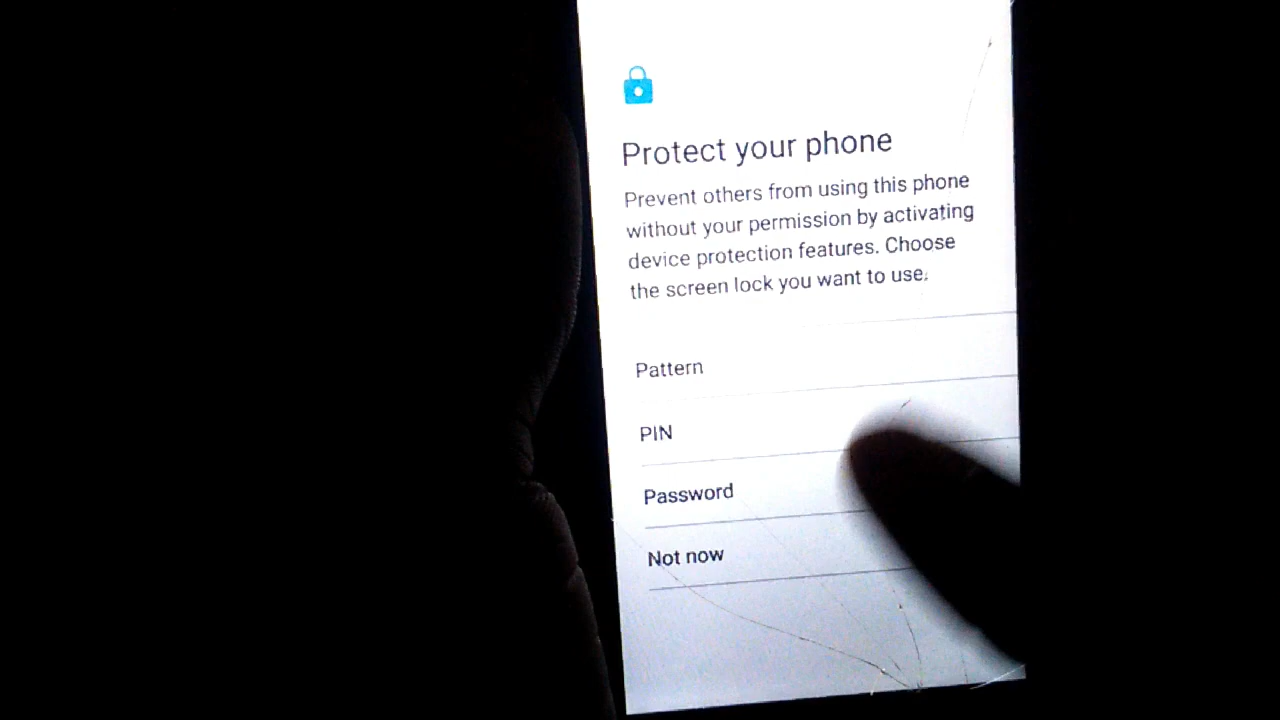 Protect your phone
Prevent others from using this phone
without your permission by activating
device protection features. Choose
the screen lock you want to use.
Pattern
PIN
Password
Not now